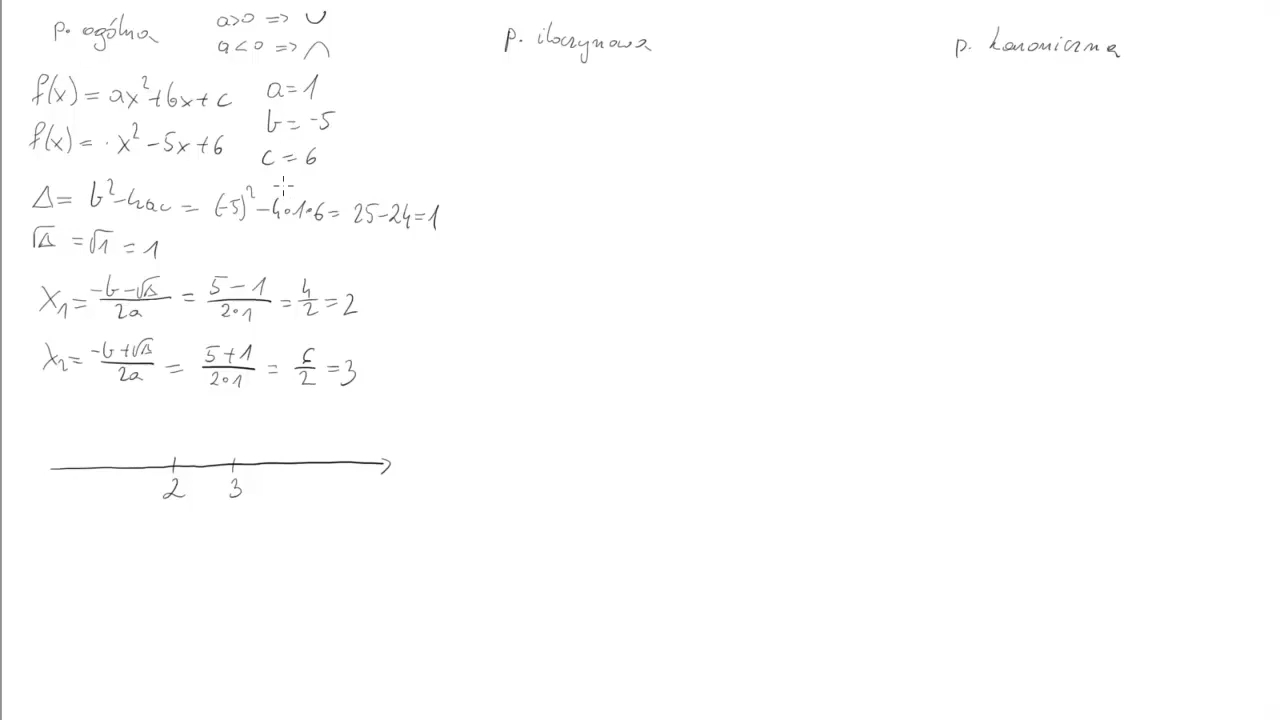 p. ogólna
a>0 => ∪
a<0 => ∩
f(x) = ax²+bx+c
a=1
f(x) = · x² - 5x + 6
b = -5
c = 6
Δ = b²-4ac = (-5)² - 4·1·6 = 25-24=1
√Δ = √1 = 1
x₁ = (-b-√Δ)/(2a) = (5-1)/(2·1) = 4/2 = 2
x₂ = (-b+√Δ)/(2a) = (5+1)/(2·1) = 6/2 = 3
2 3
p. iloczynowa
p. kanoniczna